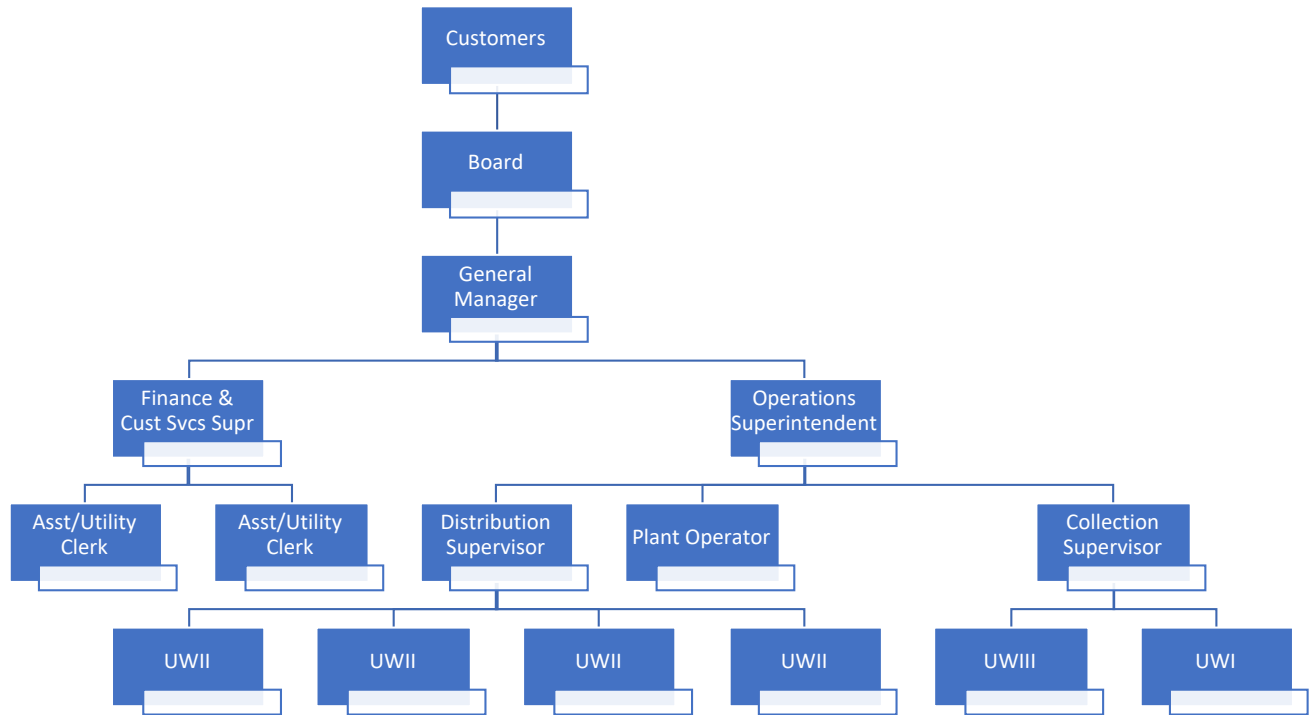 Customers
Board
General
Manager
Finance &
Cust Svcs Supr
Operations
Superintendent
Asst/Utility
Clerk
Asst/Utility
Clerk
Distribution
Supervisor
Plant Operator
Collection
Supervisor
UWII
UWII
UWII
UWII
UWIII
UWI